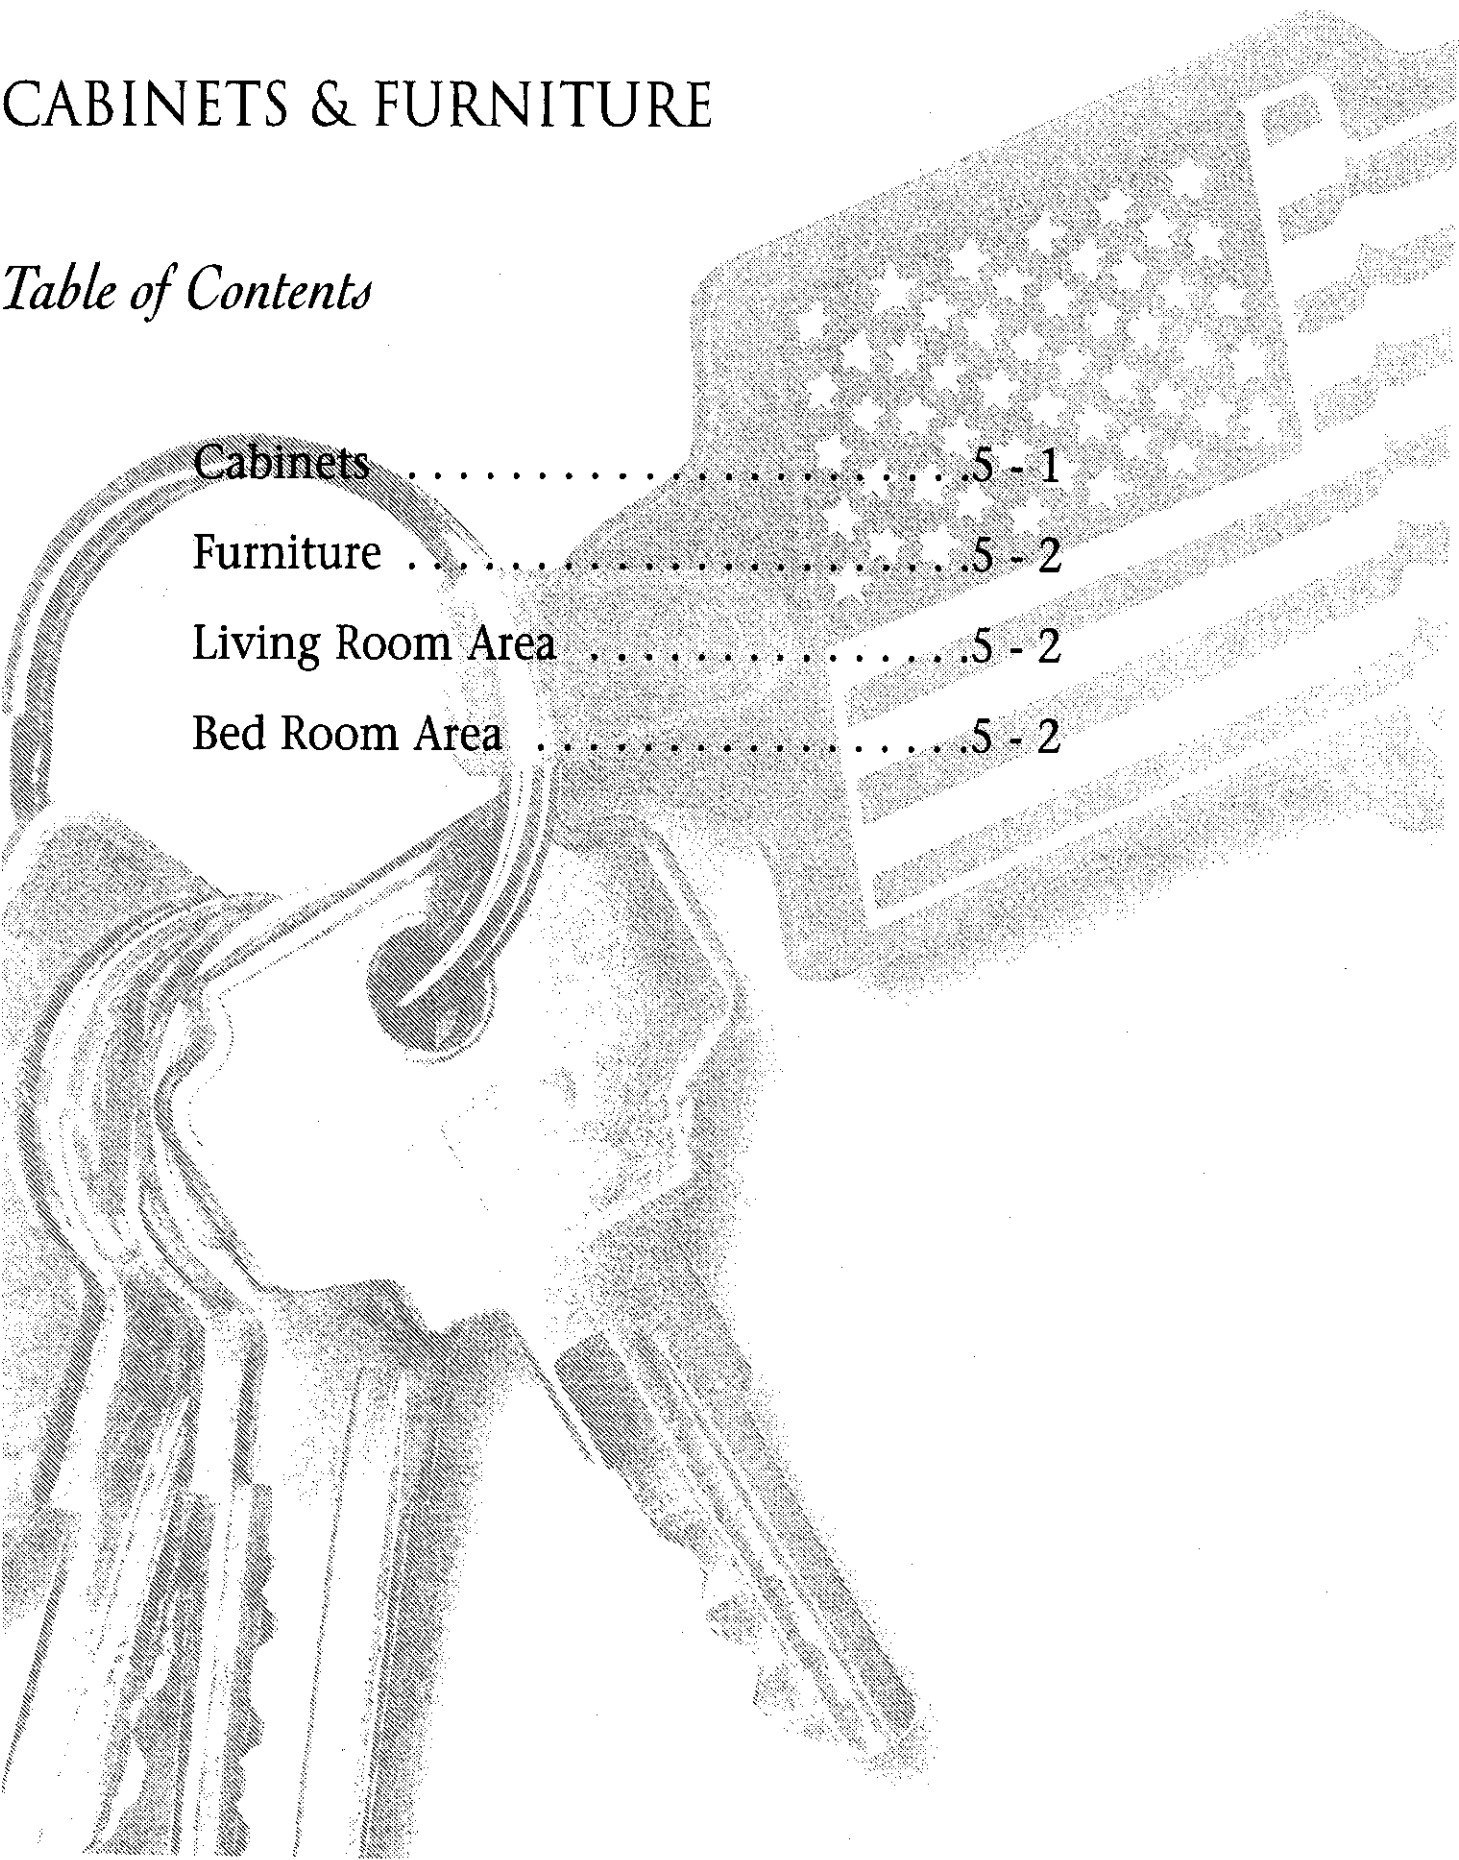 CABINETS & FURNITURE
Table of Contents
Cabinets . . . . . . . . . . . . . . . . . . . . . .5 - 1
Furniture . . . . . . . . . . . . . . . . . . . . . .5 - 2
Living Room Area . . . . . . . . . . . . . . .5 - 2
Bed Room Area . . . . . . . . . . . . . . . . .5 - 2